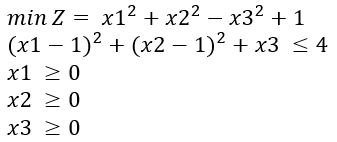 min Z = x1² + x2² − x3² + 1
(x1 − 1)² + (x2 − 1)² + x3 ≤ 4
x1 ≥ 0
x2 ≥ 0
x3 ≥ 0